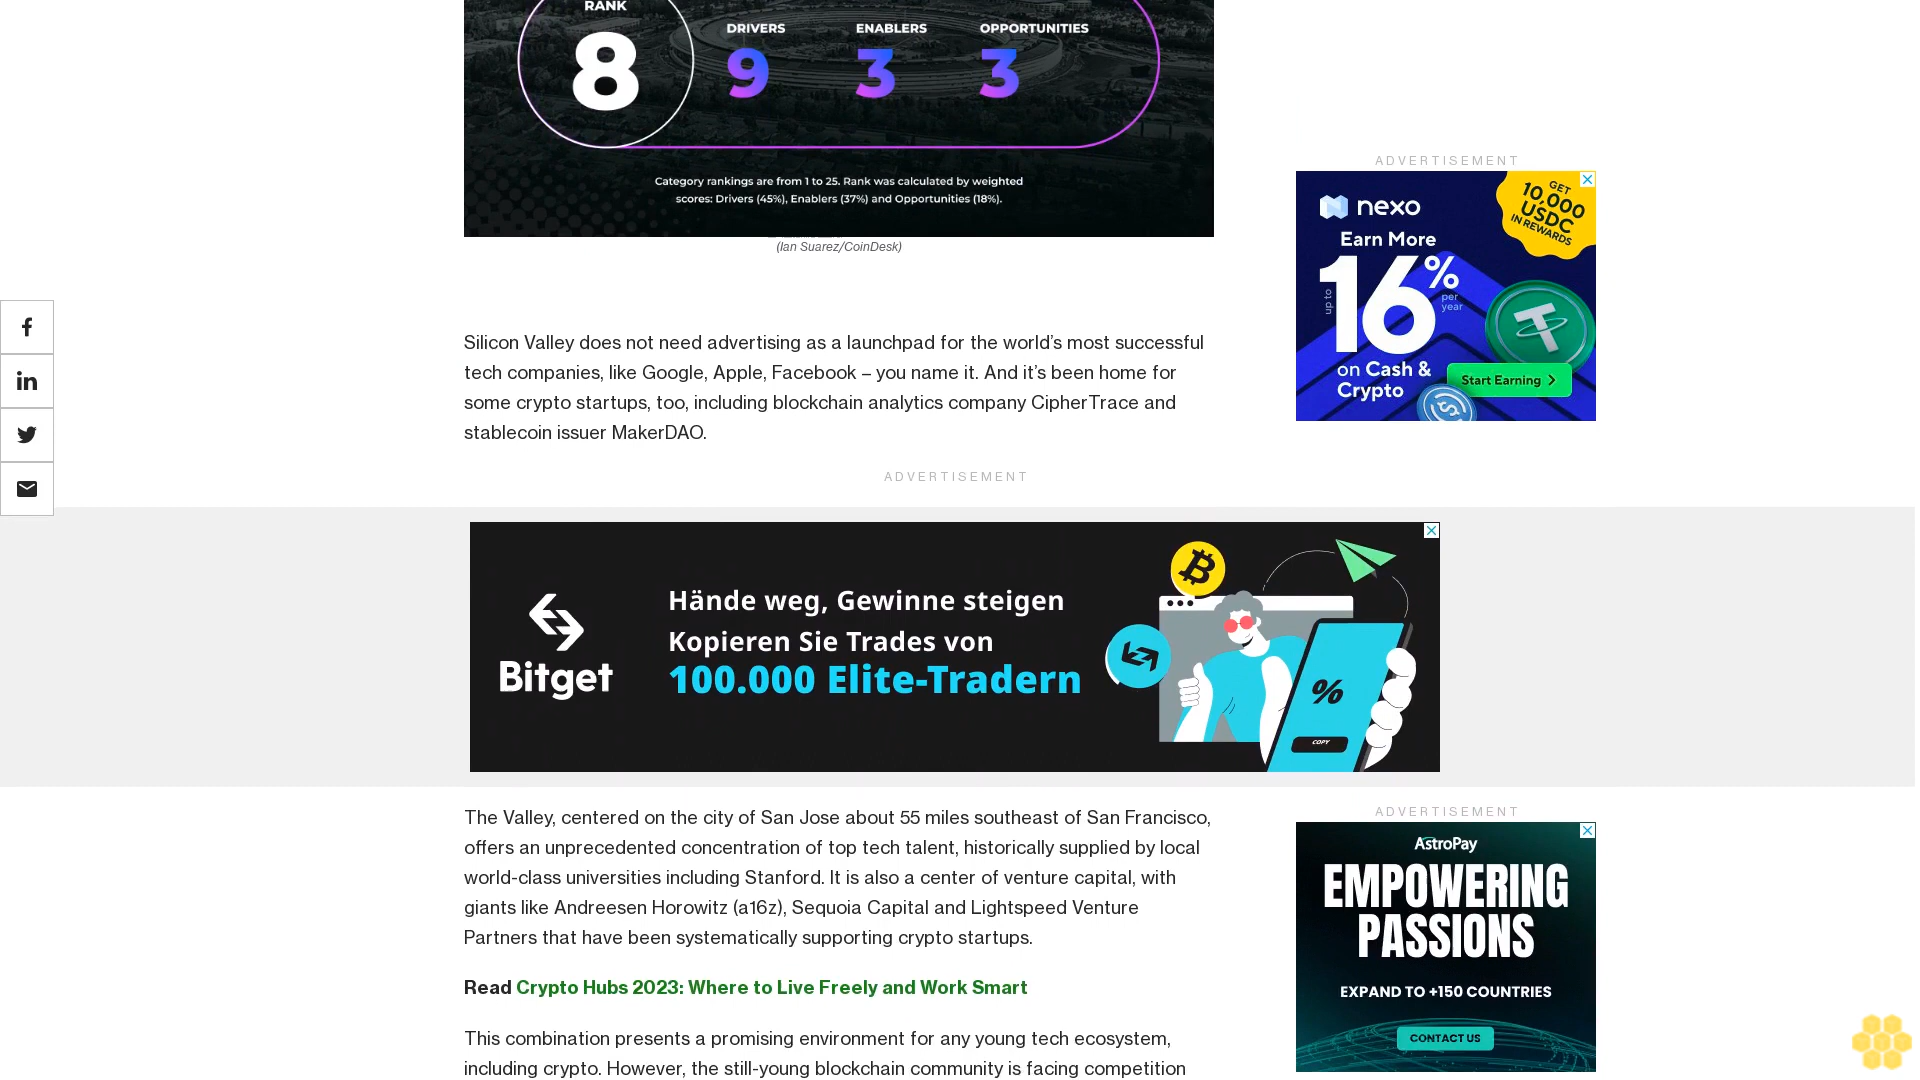 RANK
8
DRIVERS
9
ENABLERS
3
OPPORTUNITIES
3
Category rankings are from 1 to 25. Rank was calculated by weighted
scores: Drivers (45%), Enablers (37%) and Opportunities (18%).
(Ian Suarez/CoinDesk)
ADVERTISEMENT
nexo
GET
10,000
USDC
IN REWARDS
Earn More
up to
16%
per
year
on Cash &
Crypto
Start Earning
Silicon Valley does not need advertising as a launchpad for the world’s most successful
tech companies, like Google, Apple, Facebook – you name it. And it’s been home for
some crypto startups, too, including blockchain analytics company CipherTrace and
stablecoin issuer MakerDAO.
ADVERTISEMENT
Bitget
Hände weg, Gewinne steigen
Kopieren Sie Trades von
100.000 Elite-Tradern
%
COPY
The Valley, centered on the city of San Jose about 55 miles southeast of San Francisco,
offers an unprecedented concentration of top tech talent, historically supplied by local
world-class universities including Stanford. It is also a center of venture capital, with
giants like Andreesen Horowitz (a16z), Sequoia Capital and Lightspeed Venture
Partners that have been systematically supporting crypto startups.
Read Crypto Hubs 2023: Where to Live Freely and Work Smart
This combination presents a promising environment for any young tech ecosystem,
including crypto. However, the still-young blockchain community is facing competition
ADVERTISEMENT
AstroPay
EMPOWERING
PASSIONS
EXPAND TO +150 COUNTRIES
CONTACT US